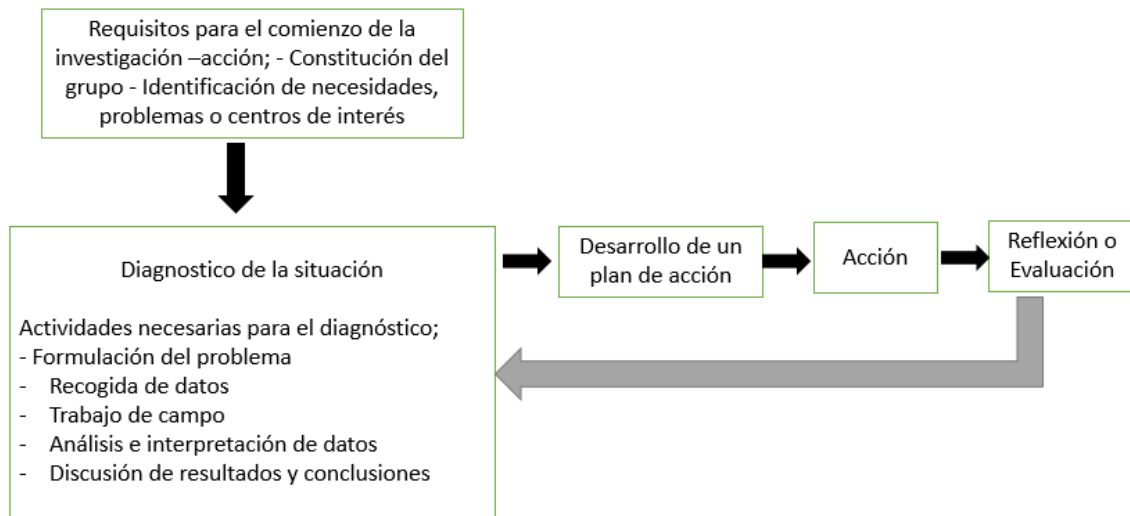 Requisitos para el comienzo de la
investigación –acción; - Constitución del
grupo - Identificación de necesidades,
problemas o centros de interés
Diagnostico de la situación
Actividades necesarias para el diagnóstico;
- Formulación del problema
- Recogida de datos
- Trabajo de campo
- Análisis e interpretación de datos
- Discusión de resultados y conclusiones
Desarrollo de un
plan de acción
Acción
Reflexión o
Evaluación